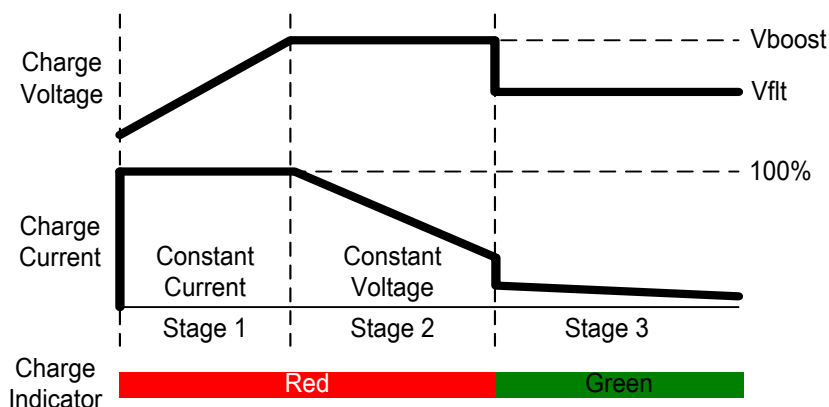 Charge
Voltage
Vboost
Vflt
100%
Charge
Current
Constant
Current
Constant
Voltage
Stage 1
Stage 2
Stage 3
Charge
Indicator
Red
Green